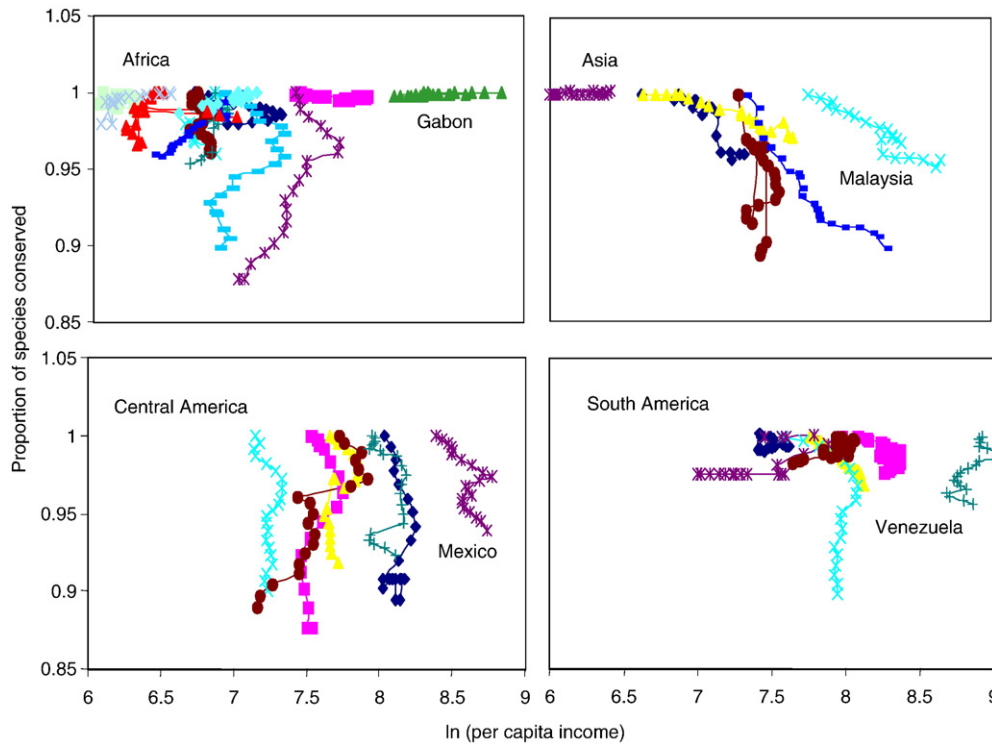 1.05
Africa
1
Gabon
0.95
0.9
0.85
Asia
Malaysia
Proportion of species conserved
1.05
Central America
1
0.95
Mexico
0.9
0.85
6 6.5 7 7.5 8 8.5 9
South America
Venezuela
6 6.5 7 7.5 8 8.5 9
ln (per capita income)